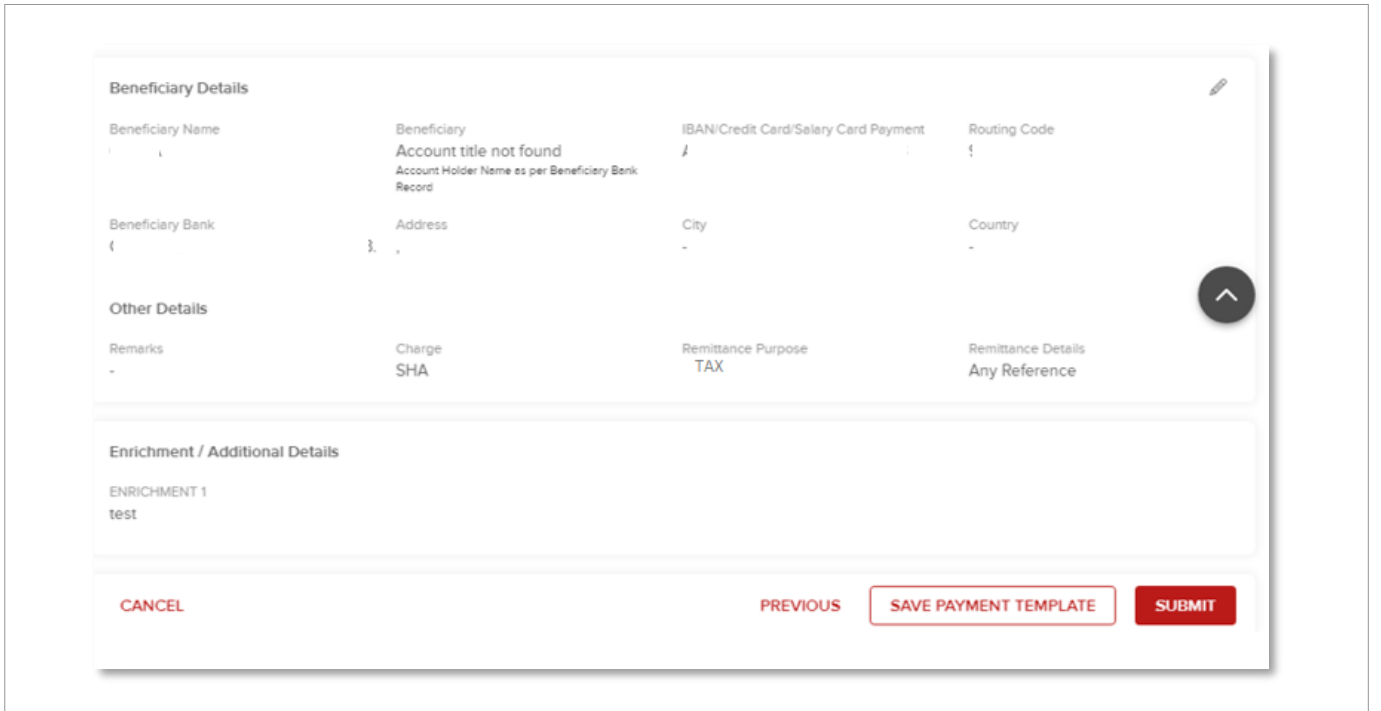 Beneficiary Details
Beneficiary Name Beneficiary IBAN/Credit Card/Salary Card Payment Routing Code
Account title not found
Account Holder Name as per Beneficiary Bank
Record
Beneficiary Bank Address City Country
, - -
Other Details
Remarks Charge Remittance Purpose Remittance Details
- SHA TAX Any Reference
Enrichment / Additional Details
ENRICHMENT 1
test
CANCEL PREVIOUS SAVE PAYMENT TEMPLATE SUBMIT